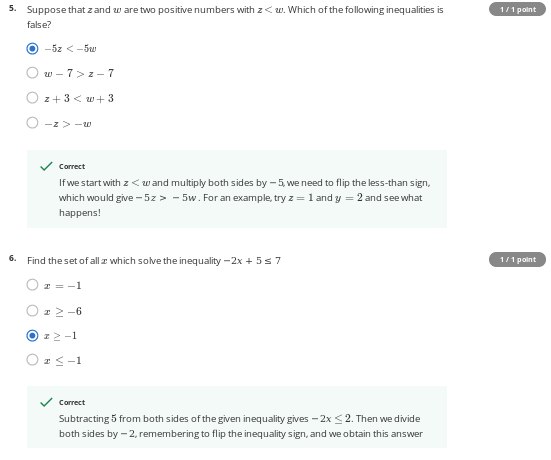 5. Suppose that z and w are two positive numbers with z < w. Which of the following inequalities is
1 / 1 point
false?
−5z < −5w
w − 7 > z − 7
z + 3 < w + 3
−z > −w
Correct
If we start with z < w and multiply both sides by −5, we need to flip the less-than sign,
which would give −5z > −5w. For an example, try z = 1 and y = 2 and see what
happens!
6. Find the set of all x which solve the inequality −2x + 5 ≤ 7
1 / 1 point
x = −1
x ≥ −6
x ≥ −1
x ≤ −1
Correct
Subtracting 5 from both sides of the given inequality gives −2x ≤ 2. Then we divide
both sides by −2, remembering to flip the inequality sign, and we obtain this answer